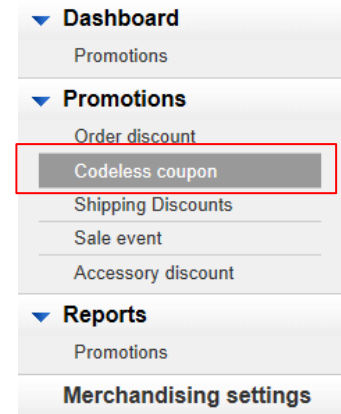 Dashboard
Promotions
Promotions
Order discount
Codeless coupon
Shipping Discounts
Sale event
Accessory discount
Reports
Promotions
Merchandising settings